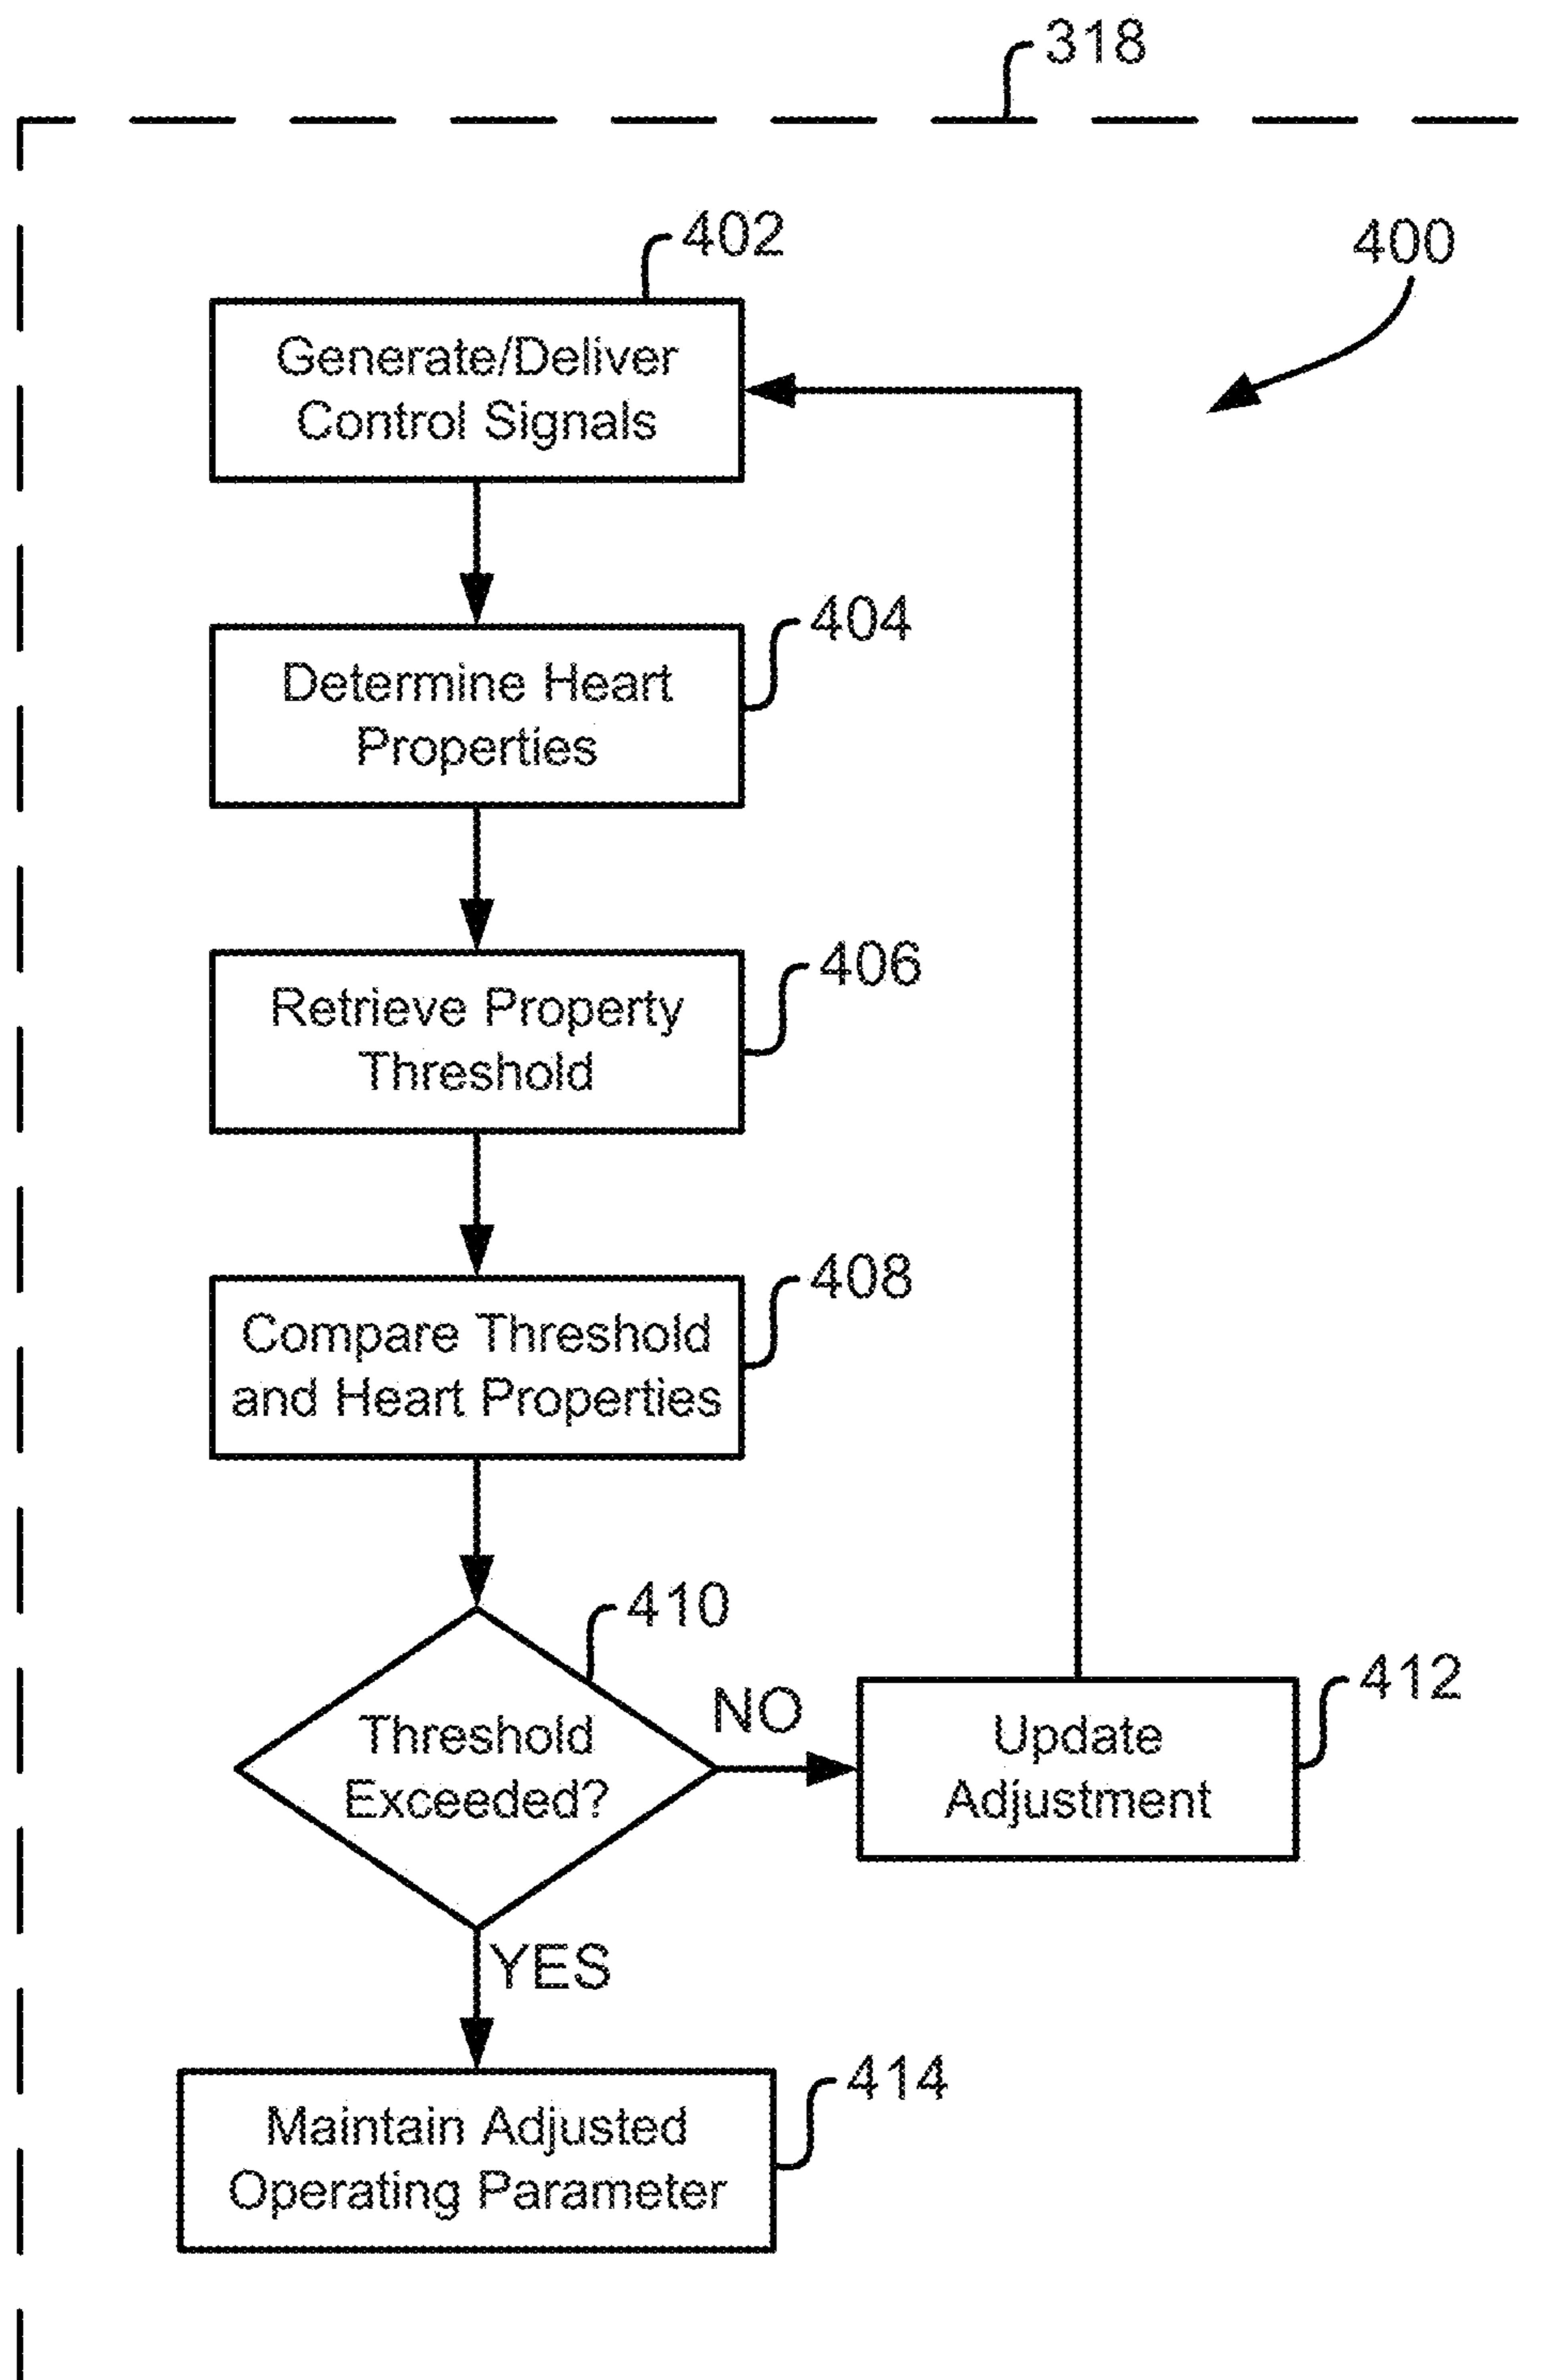 318
402
400
Generate/Deliver
Control Signals
404
Determine Heart
Properties
406
Retrieve Property
Threshold
408
Compare Threshold
and Heart Properties
410
NO
412
Threshold
Exceeded?
Update
Adjustment
YES
414
Maintain Adjusted
Operating Parameter